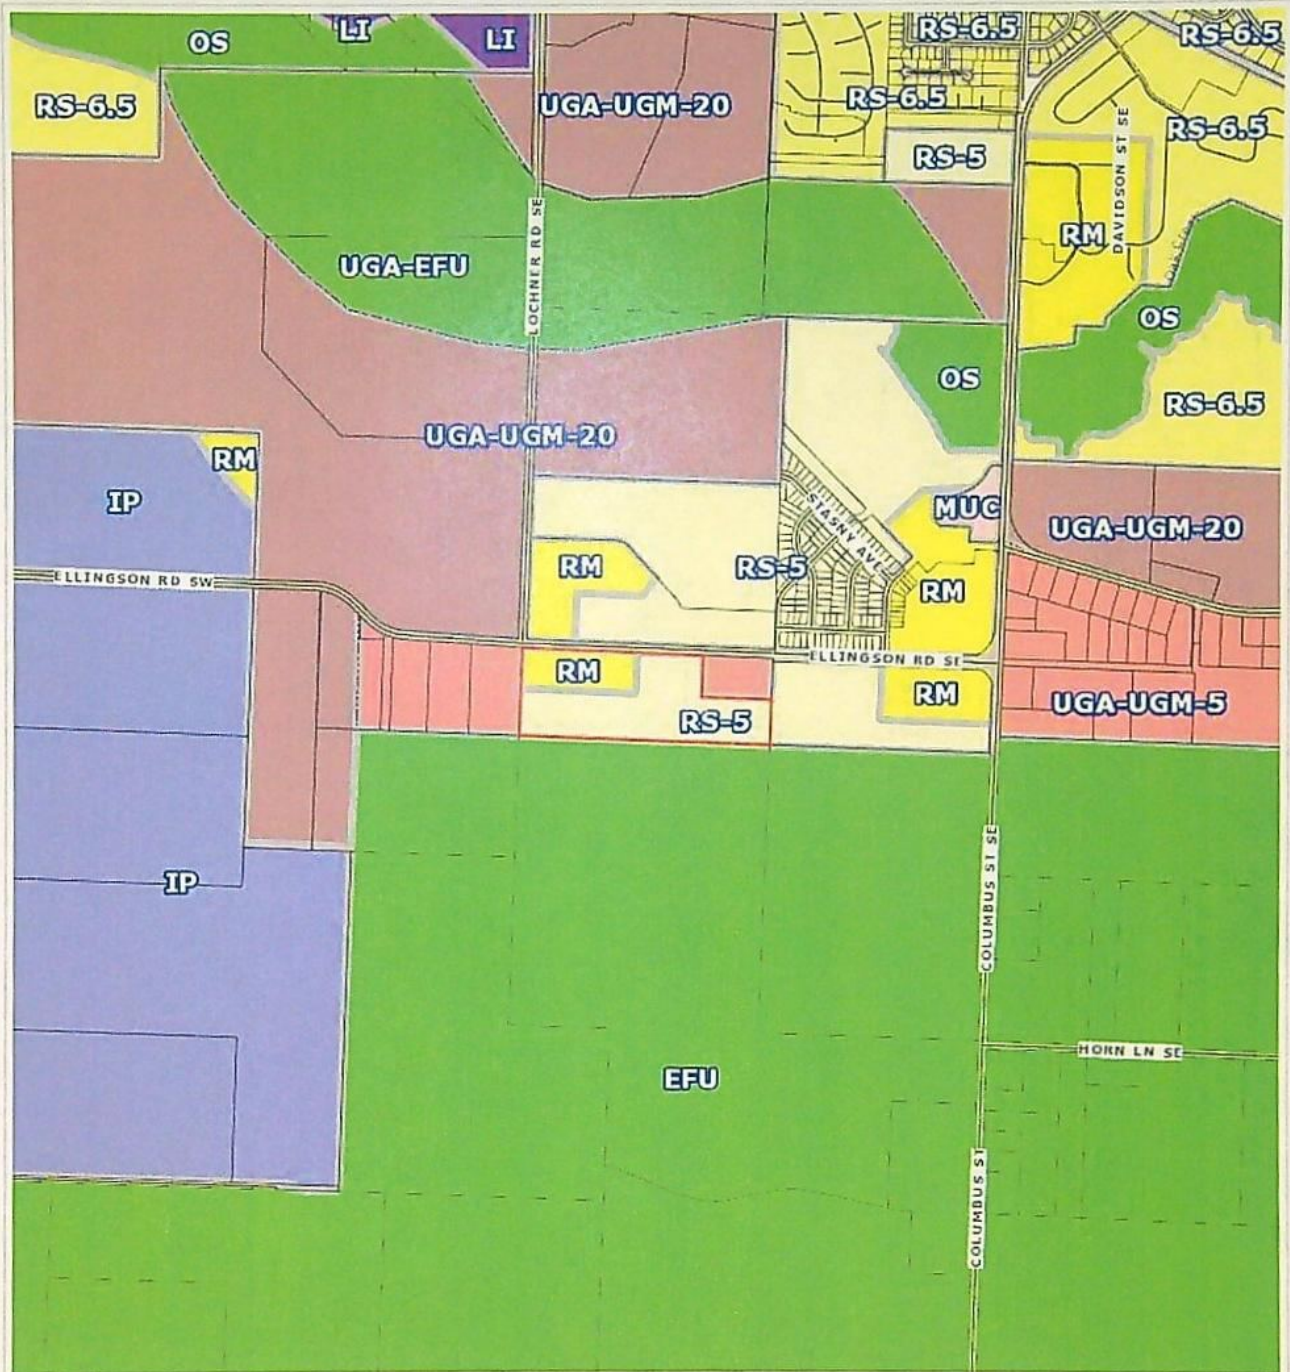 OS
LI
LI
RS-6.5
RS-6.5
RS-6.5
UGA-UGM-20
RS-6.5
RS-6.5
RS-5
DAVIDSON ST SE
LOCHNER RD SE
RM
UGA-EFU
OS
OS
RS-6.5
UGA-UGM-20
RM
IP
MUC
STASNY AVE
UGA-UGM-20
ELLINGSON RD SW
RM
RS-5
RM
ELLINGSON RD SE
RM
RM
RS-5
UGA-UGM-5
IP
COLUMBUS ST SE
HORN LN SE
EFU
COLUMBUS ST